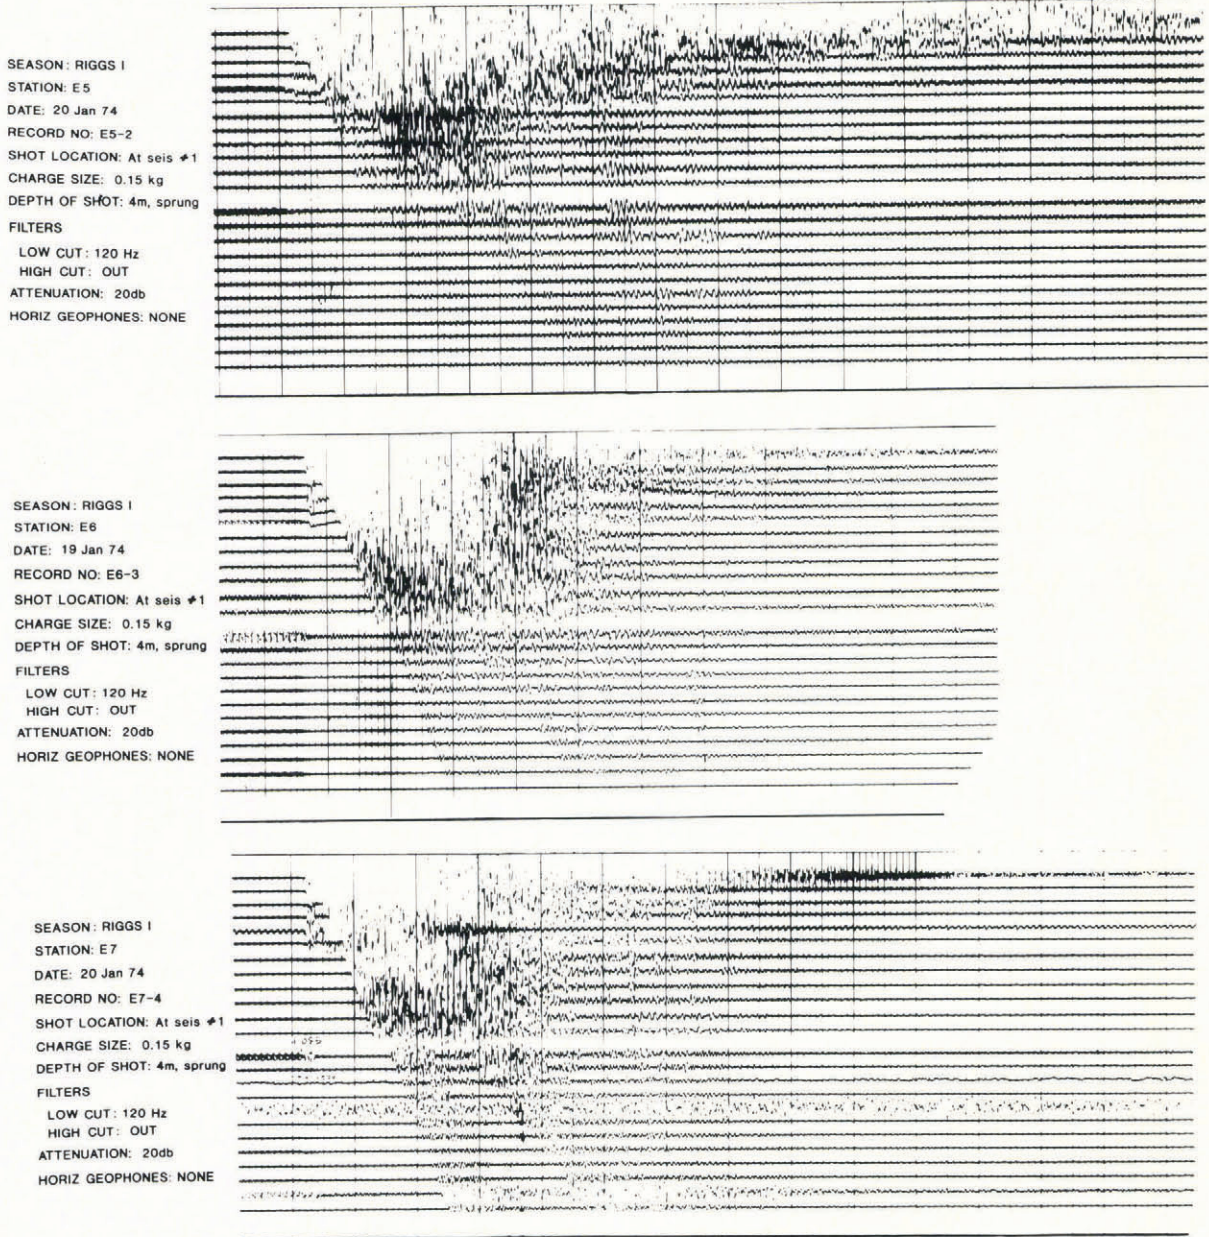 SEASON: RIGGS I
STATION: E5
DATE: 20 Jan 74
RECORD NO: E5-2
SHOT LOCATION: At seis #1
CHARGE SIZE: 0.15 kg
DEPTH OF SHOT: 4m, sprung
FILTERS
LOW CUT: 120 Hz
HIGH CUT: OUT
ATTENUATION: 20db
HORIZ GEOPHONES: NONE
SEASON: RIGGS I
STATION: E6
DATE: 19 Jan 74
RECORD NO: E6-3
SHOT LOCATION: At seis #1
CHARGE SIZE: 0.15 kg
DEPTH OF SHOT: 4m, sprung
FILTERS
LOW CUT: 120 Hz
HIGH CUT: OUT
ATTENUATION: 20db
HORIZ GEOPHONES: NONE
SEASON: RIGGS I
STATION: E7
DATE: 20 Jan 74
RECORD NO: E7-4
SHOT LOCATION: At seis #1
CHARGE SIZE: 0.15 kg
DEPTH OF SHOT: 4m, sprung
FILTERS
LOW CUT: 120 Hz
HIGH CUT: OUT
ATTENUATION: 20db
HORIZ GEOPHONES: NONE